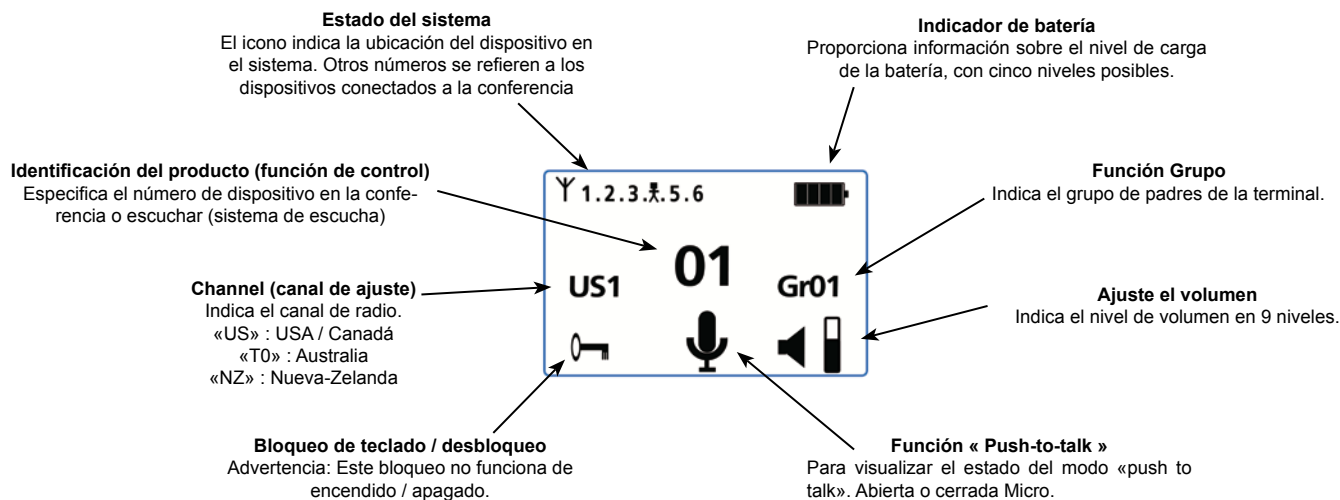 Estado del sistema
El icono indica la ubicación del dispositivo en
el sistema. Otros números se refieren a los
dispositivos conectados a la conferencia
Indicador de batería
Proporciona información sobre el nivel de carga
de la batería, con cinco niveles posibles.
Identificación del producto (función de control)
Especifica el número de dispositivo en la confe-
rencia o escuchar (sistema de escucha)
Función Grupo
Indica el grupo de padres de la terminal.
1.2.3. .5.6
01
US1
Gr01
Channel (canal de ajuste)
Indica el canal de radio.
«US» : USA / Canadá
«T0» : Australia
«NZ» : Nueva-Zelanda
Ajuste el volumen
Indica el nivel de volumen en 9 niveles.
Bloqueo de teclado / desbloqueo
Advertencia: Este bloqueo no funciona de
encendido / apagado.
Función « Push-to-talk »
Para visualizar el estado del modo «push to
talk». Abierta o cerrada Micro.